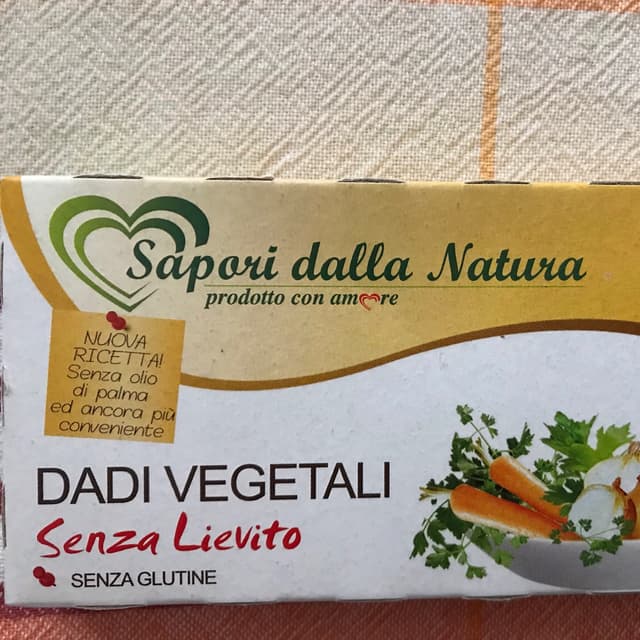 Sapori dalla Natura
prodotto con amore
NUOVA
RICETTA!
Senza olio
di palma
ed ancora più
conveniente
DADI VEGETALI
Senza Lievito
SENZA GLUTINE